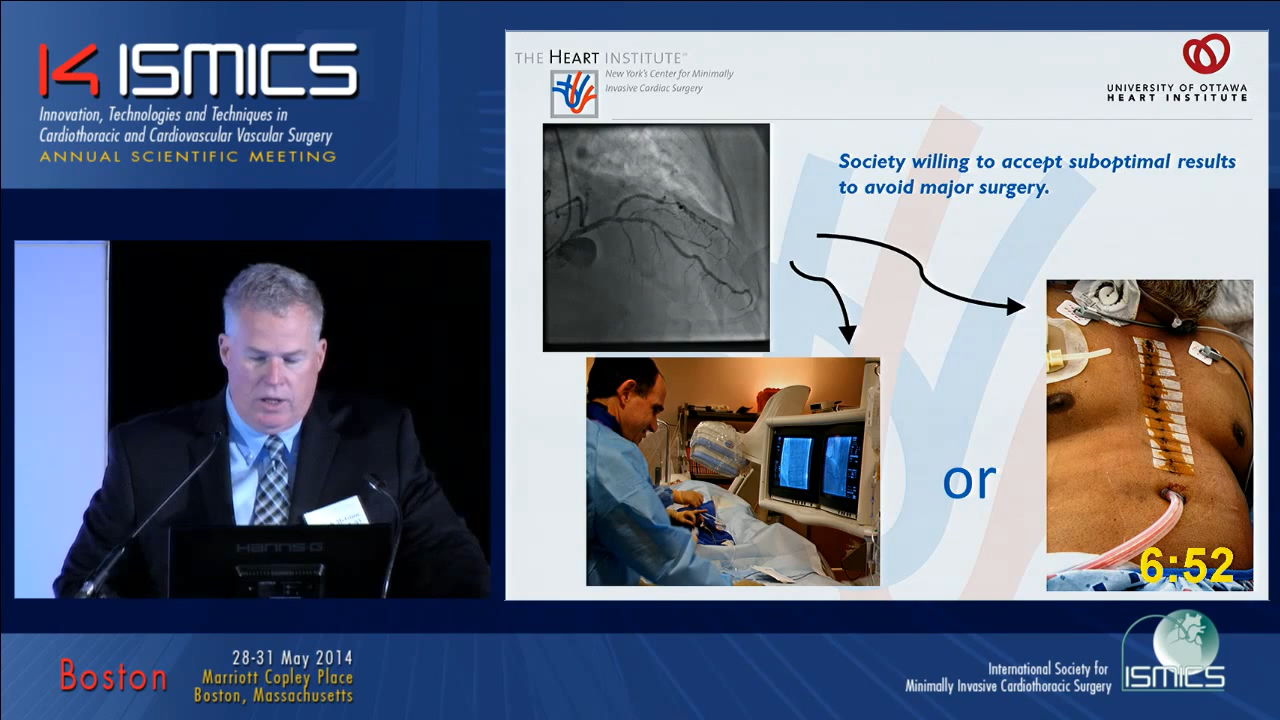 14 ISMICS
Innovation, Technologies and Techniques in
Cardiothoracic and Cardiovascular Vascular Surgery
ANNUAL SCIENTIFIC MEETING
THE HEART INSTITUTE™
New York's Center for Minimally
Invasive Cardiac Surgery
UNIVERSITY OF OTTAWA
HEART INSTITUTE
Society willing to accept suboptimal results
to avoid major surgery.
or
6:52
HANNS-G
Boston
28-31 May 2014
Marriott Copley Place
Boston, Massachusetts
International Society for
Minimally Invasive Cardiothoracic Surgery
ISMICS